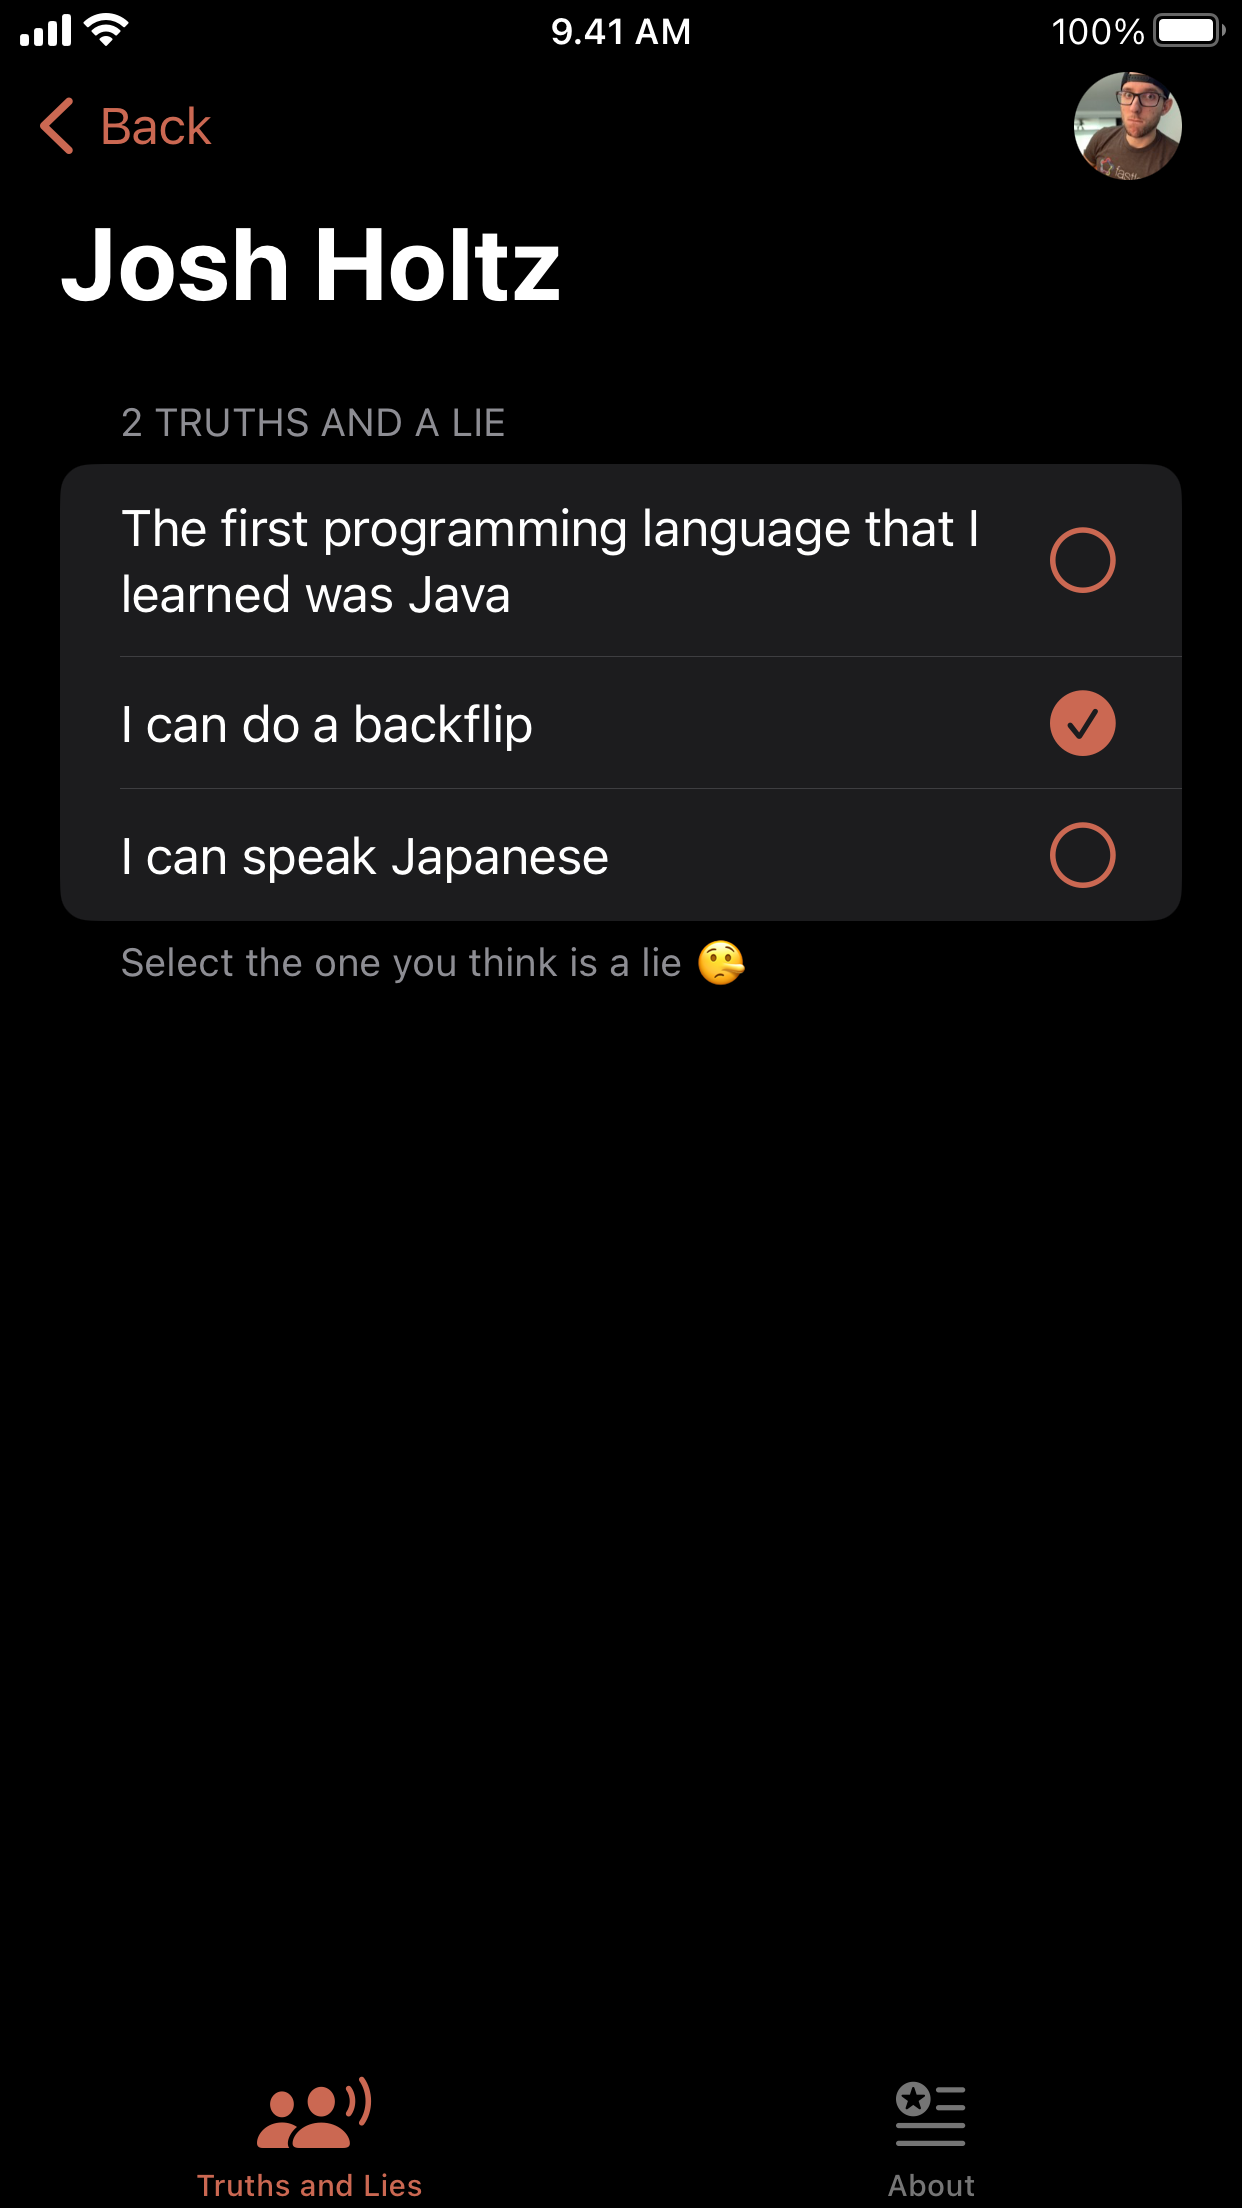 9.41 AM
100%
Back
Josh Holtz
2 TRUTHS AND A LIE
The first programming language that I
learned was Java
I can do a backflip
I can speak Japanese
Select the one you think is a lie 🤥
Truths and Lies
About